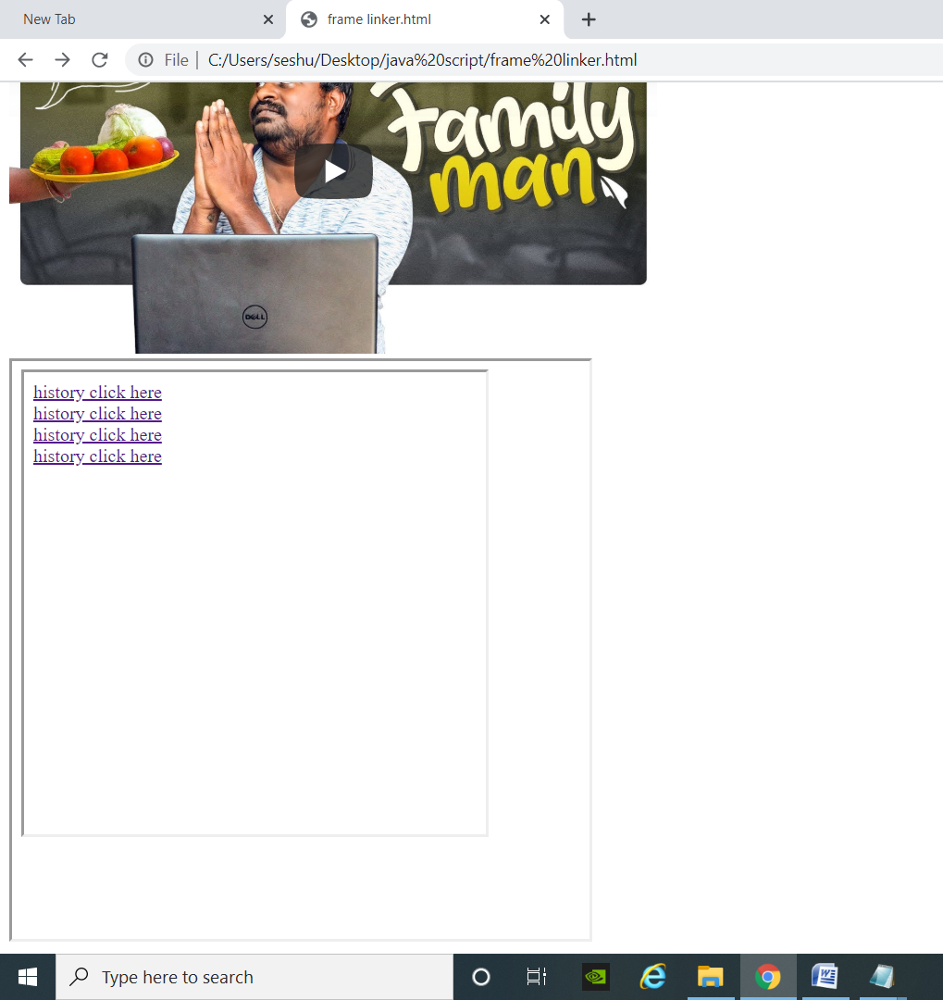 New Tab
frame linker.html
File | C:/Users/seshu/Desktop/java%20script/frame%20linker.html
Family
man
DELL
history click here
history click here
history click here
history click here
Type here to search